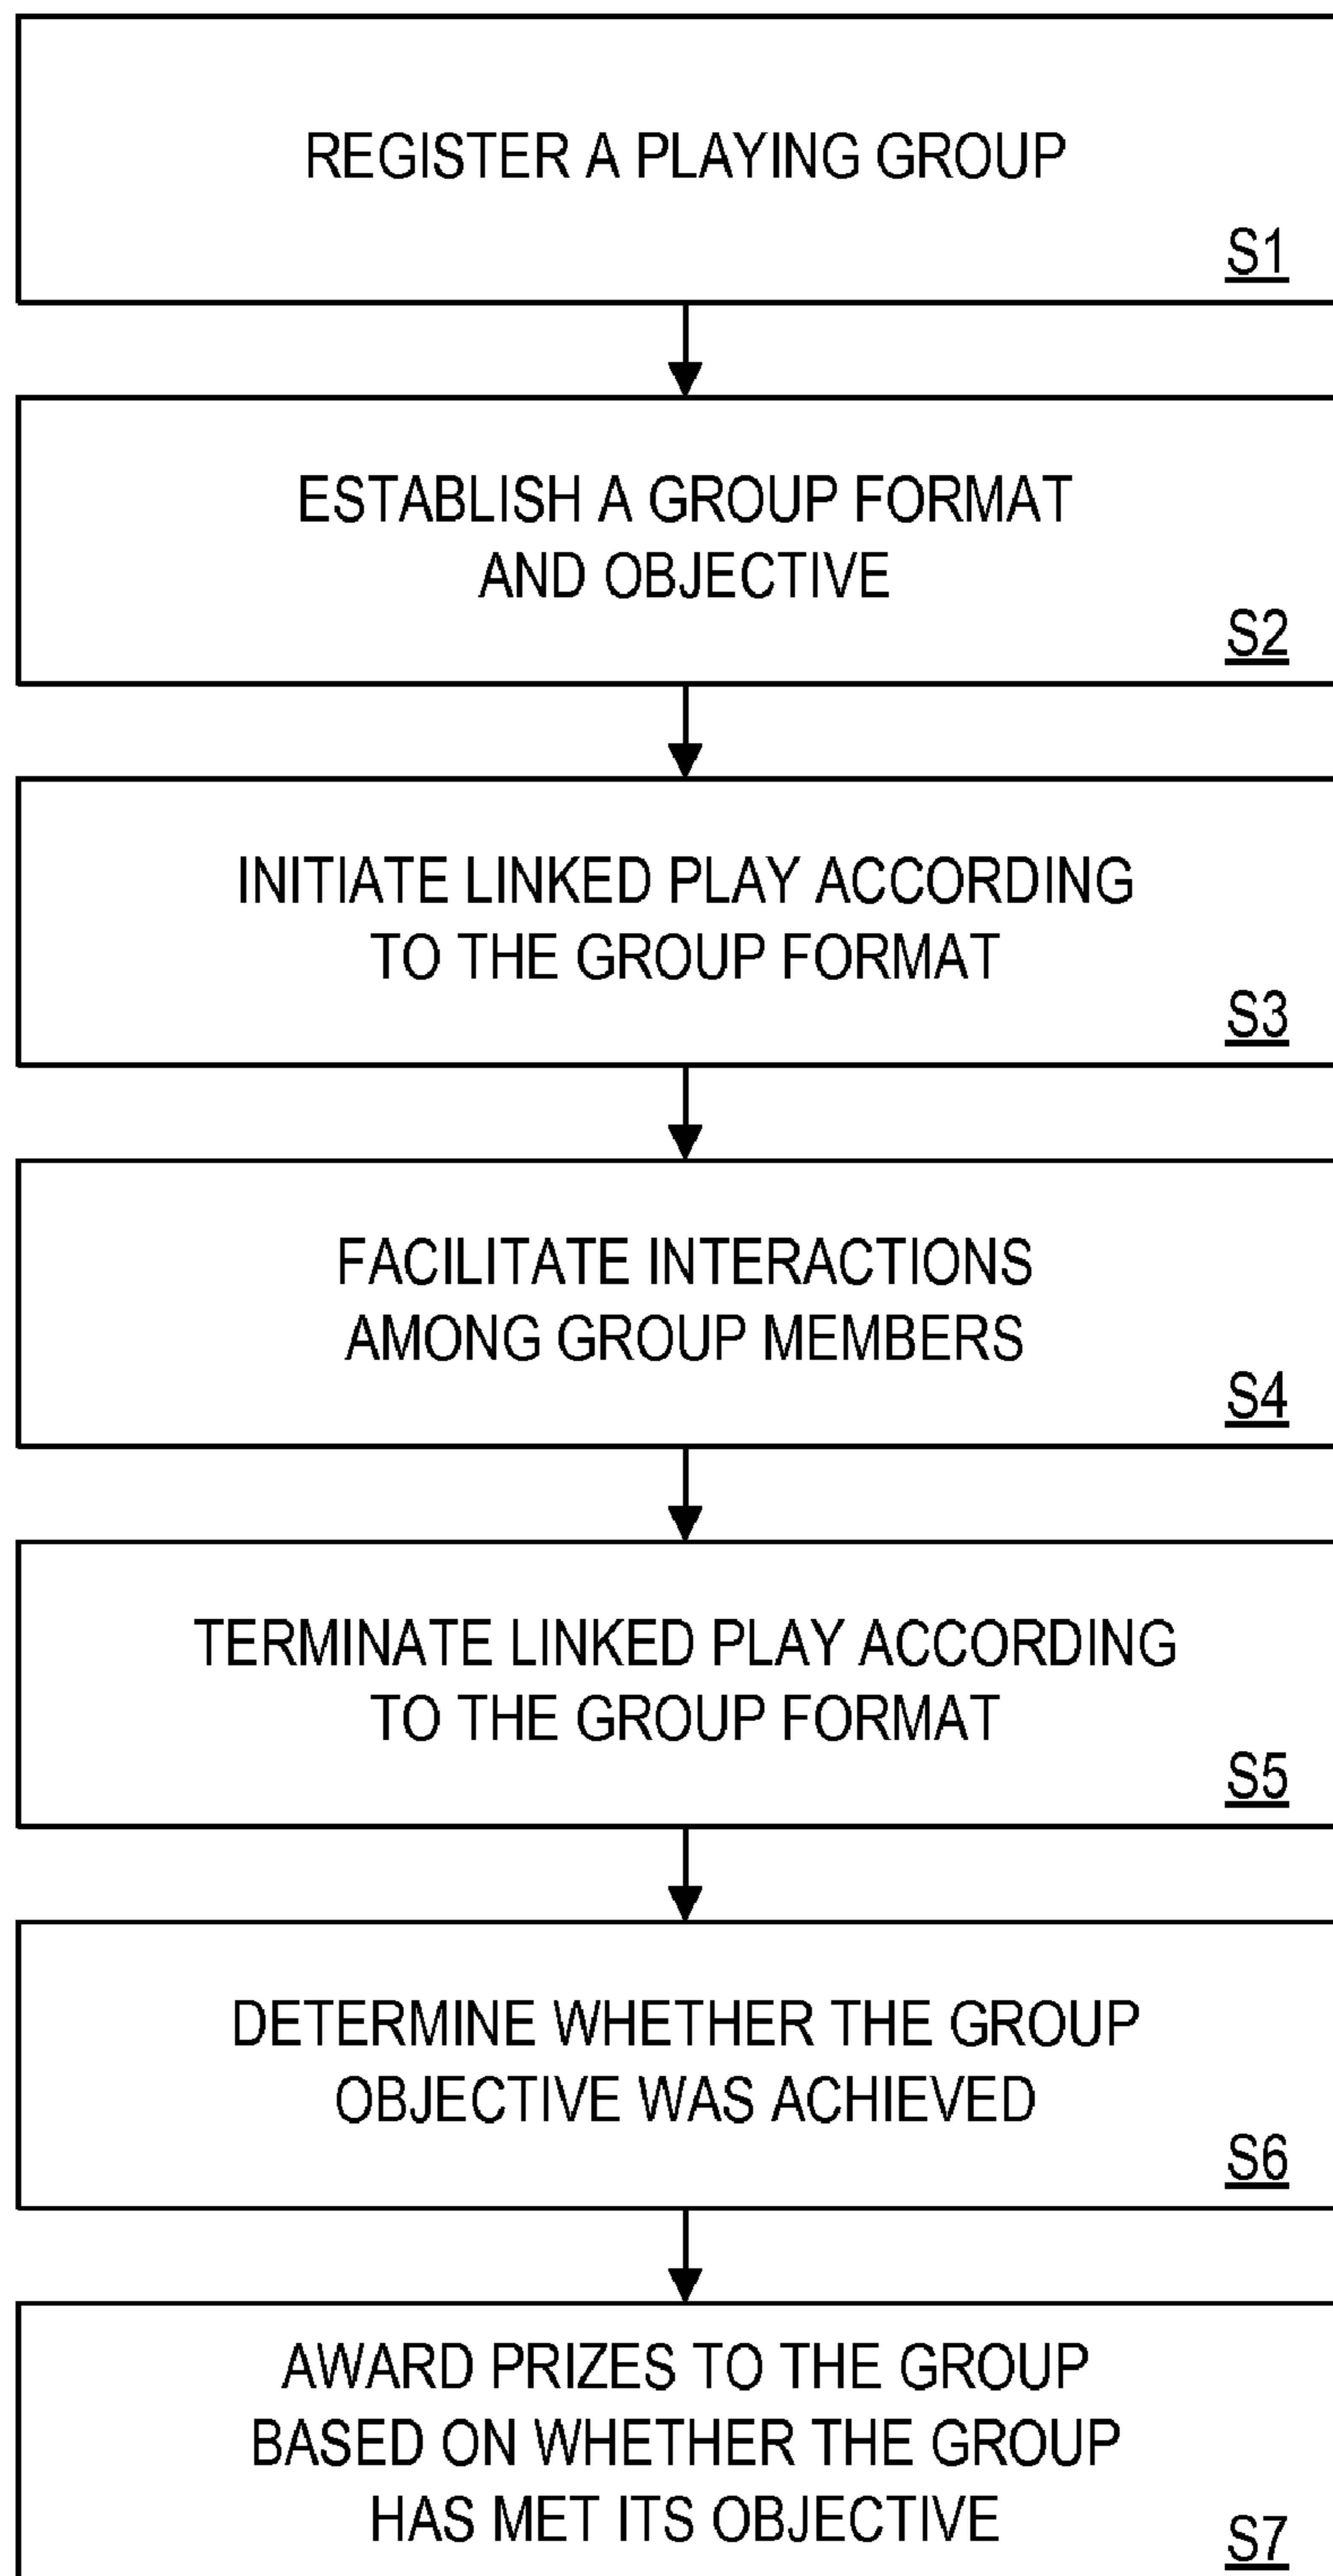 REGISTER A PLAYING GROUP
S1
ESTABLISH A GROUP FORMAT
AND OBJECTIVE
S2
INITIATE LINKED PLAY ACCORDING
TO THE GROUP FORMAT
S3
FACILITATE INTERACTIONS
AMONG GROUP MEMBERS
S4
TERMINATE LINKED PLAY ACCORDING
TO THE GROUP FORMAT
S5
DETERMINE WHETHER THE GROUP
OBJECTIVE WAS ACHIEVED
S6
AWARD PRIZES TO THE GROUP
BASED ON WHETHER THE GROUP
HAS MET ITS OBJECTIVE
S7